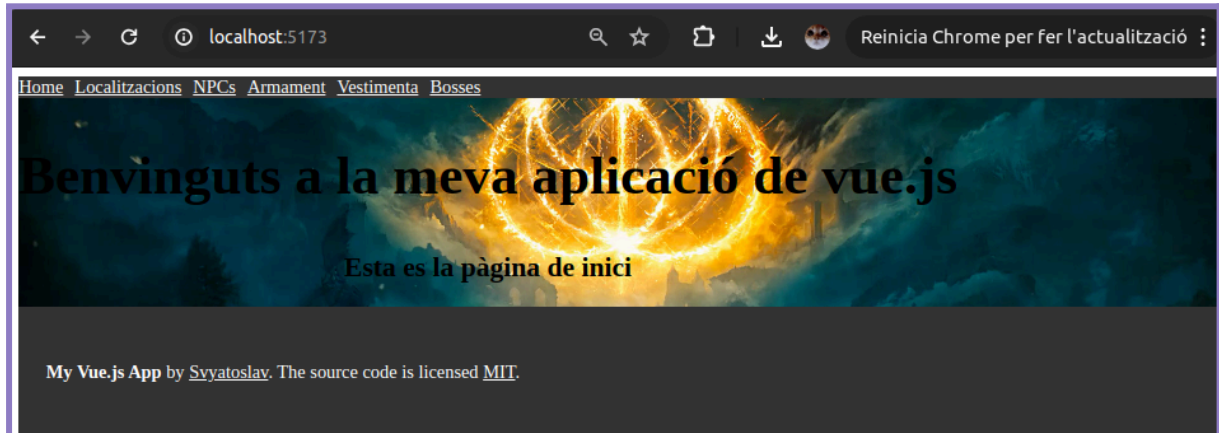 localhost:5173
Reinicia Chrome per fer l'actualització
Home Localitzacions NPCs Armament Vestimenta Bosses
Benvinguts a la meva aplicació de vue.js
Esta es la pàgina de inici
My Vue.js App by Svyatoslav. The source code is licensed MIT.